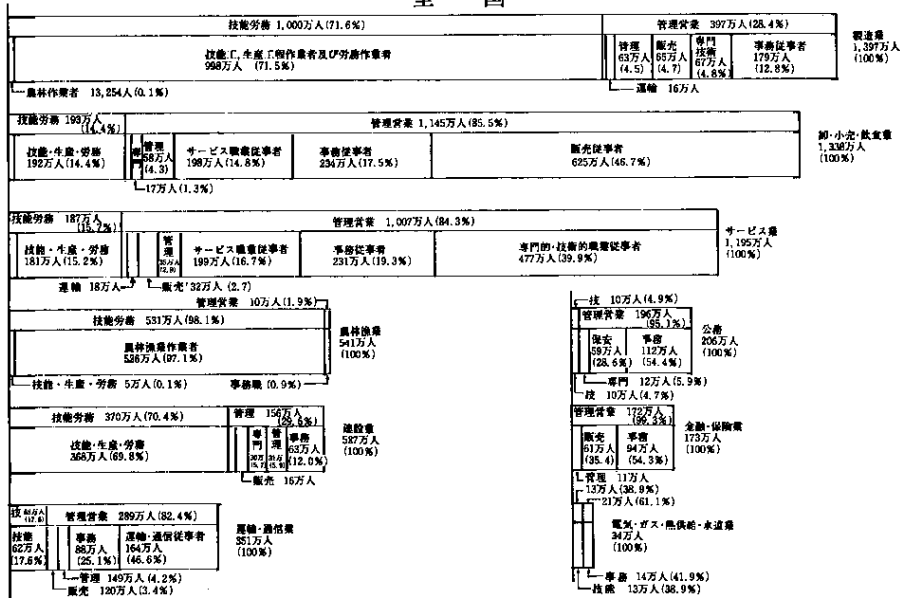 全 国
技能労務 1,000万人(71.6%)
管理営業 397万人(28.4%)
製造業
1,397万人
(100%)
技能工,生産工程作業者及び労務作業者
998万人 (71.5%)
管理
63万人
(4.5)
販売
65万人
(4.7)
専門
技術
67万人
(4.8%)
事務従事者
179万人
(12.8%)
農林作業者 13,254人(0.1%)
運輸 16万人
技能労務 193万人
(14.4%)
管理営業 1,145万人(85.5%)
卸・小売・飲食業
1,338万人
(100%)
技能・生産・労務
192万人(14.4%)
専門
管理
58万人
(4.3)
サービス職業従事者
198万人(14.8%)
事務従事者
234万人(17.5%)
販売従事者
625万人(46.7%)
17万人(1.3%)
技能労務 187万人
(15.7%)
管理営業 1,007万人(84.3%)
サービス業
1,195万人
(100%)
技能・生産・労務
181万人(15.2%)
管理
サービス職業従事者
199万人(16.7%)
事務従事者
231万人(19.3%)
専門的・技術的職業従事者
477万人(39.9%)
運輸 18万人
販売 32万人 (2.7)
管理営業 10万人(1.9%)
技能労務 531万人(98.1%)
農林漁業
541万人
(100%)
農林漁業作業者
526万人(97.1%)
技能・生産・労務 5万人(0.1%)
事務職 (0.9%)
技 10万人(4.9%)
管理営業 196万人
(95.1%)
公務
206万人
(100%)
保安
59万人
(28.6%)
事務
112万人
(54.4%)
専門 12万人(5.9%)
技 10万人(4.7%)
技能労務 370万人(70.4%)
管理 156万人
(29.6%)
建設業
527万人
(100%)
技能・生産・労務
368万人(69.8%)
専門
管理
事務
63万人
(12.0%)
販売 16万人
管理営業 172万人
(99.3%)
金融・保険業
173万人
(100%)
販売
61万人
(35.4)
事務
94万人
(54.3%)
管理 11万人
技
管理営業 289万人(82.4%)
運輸・通信業
351万人
(100%)
技能
62万人
(17.6%)
事務
88万人
(25.1%)
運輸・通信従事者
164万人
(46.6%)
管理 149万人(4.2%)
販売 120万人(3.4%)
13万人(38.9%)
21万人(61.1%)
電気・ガス・熱供給・水道業
34万人
(100%)
事務 14万人(41.9%)
技能 13万人(38.9%)